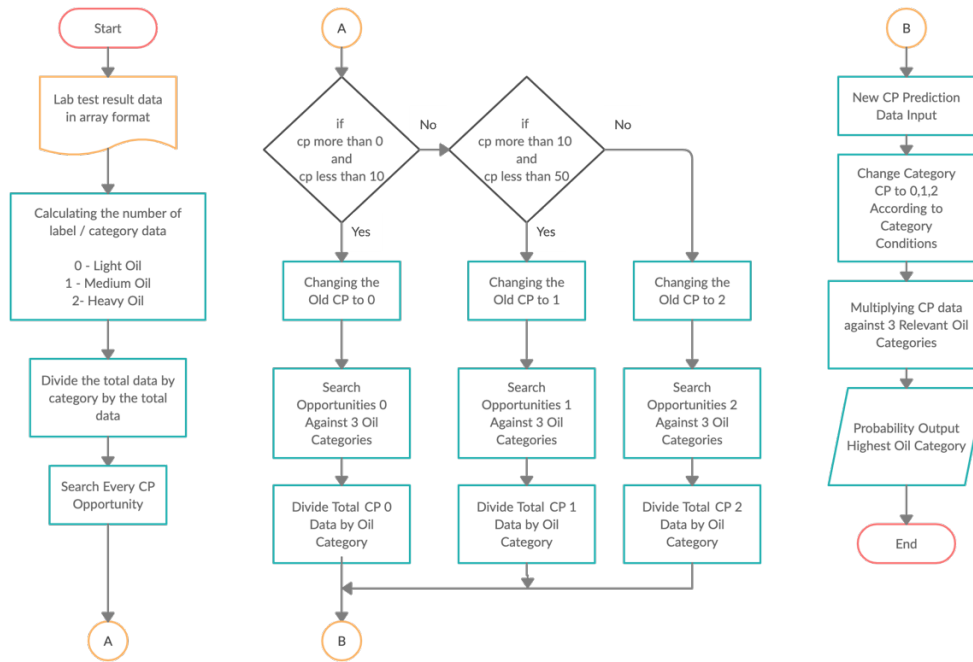 Start
Lab test result data
in array format
Calculating the number of
label / category data
0 - Light Oil
1 - Medium Oil
2- Heavy Oil
Divide the total data by
category by the total
data
Search Every CP
Opportunity
A
A
if
cp more than 0
and
cp less than 10
No
if
cp more than 10
and
cp less than 50
No
Yes
Yes
Changing the
Old CP to 0
Changing the
Old CP to 1
Changing the
Old CP to 2
Search
Opportunities 0
Against 3 Oil
Categories
Search
Opportunities 1
Against 3 Oil
Categories
Search
Opportunities 2
Against 3 Oil
Categories
Divide Total CP 0
Data by Oil
Category
Divide Total CP 1
Data by Oil
Category
Divide Total CP 2
Data by Oil
Category
B
B
New CP Prediction
Data Input
Change Category
CP to 0,1,2
According to
Category
Conditions
Multiplying CP data
against 3 Relevant Oil
Categories
Probability Output
Highest Oil Category
End